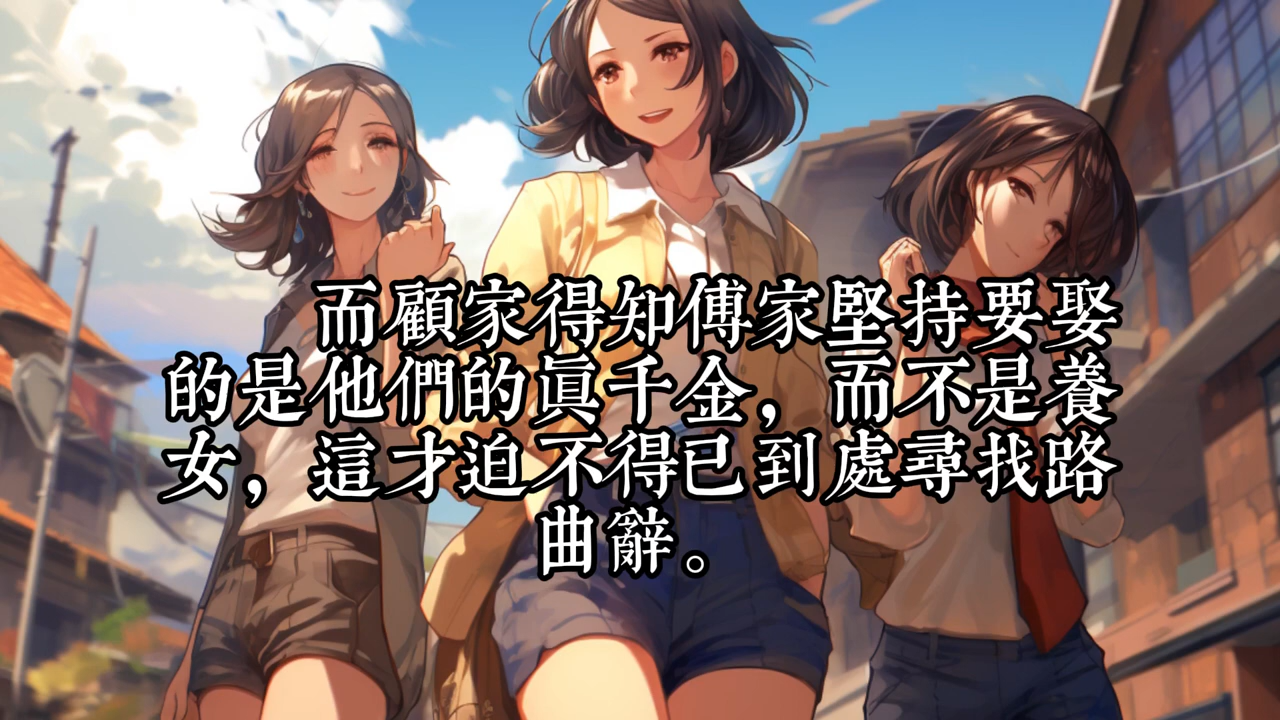 而顧家得知傅家堅持要娶
的是他們的眞千金，而不是養
女，這才迫不得已到處尋找路
曲辭。